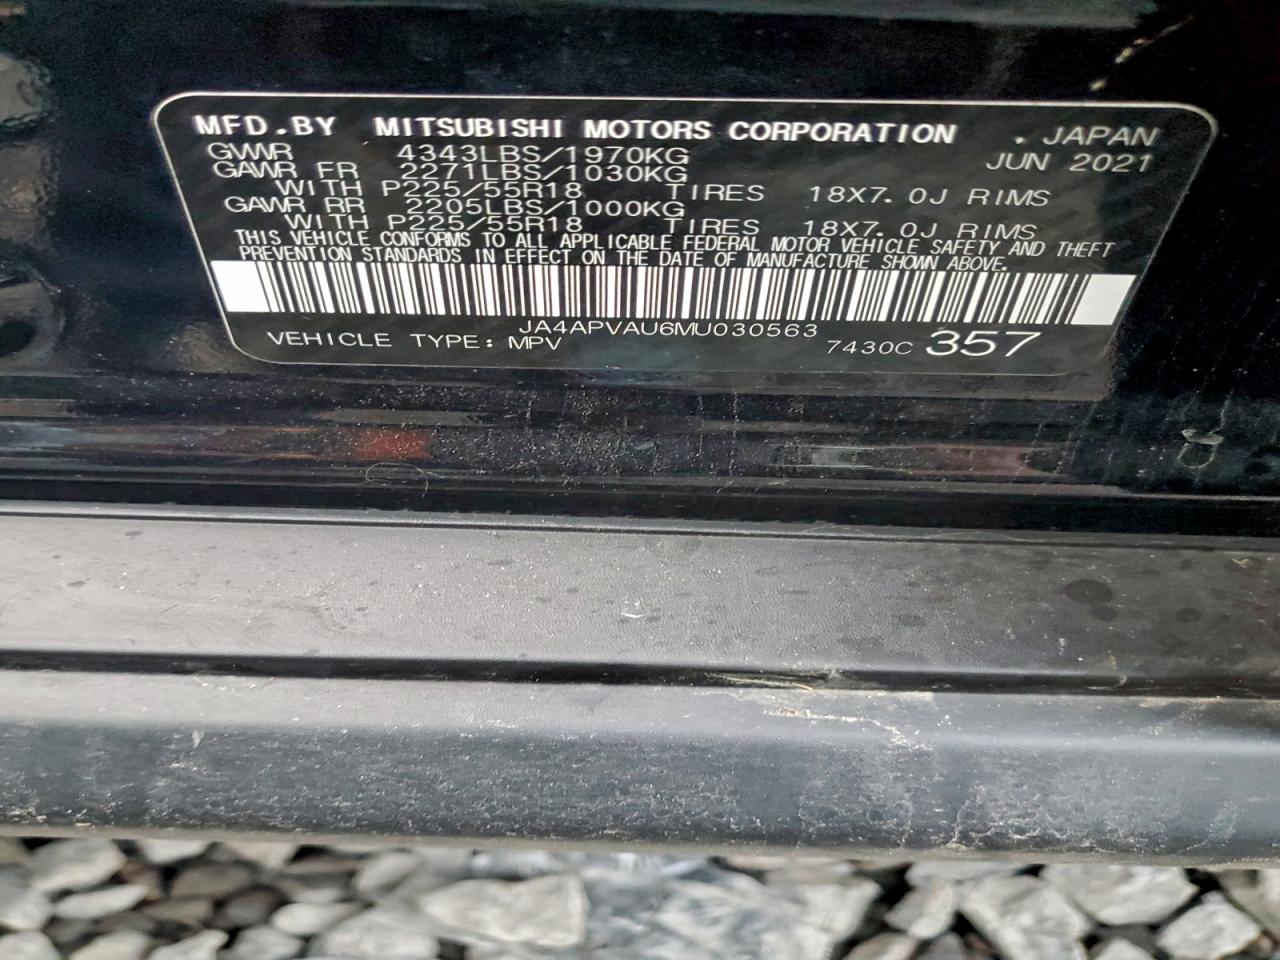 MFD.BY MITSUBISHI MOTORS CORPORATION . JAPAN
GVWR 4343LBS/1970KG JUN 2021
GAWR FR 2271LBS/1030KG
WITH P225/55R18 TIRES 18X7.0J RIMS
GAWR RR 2205LBS/1000KG
WITH P225/55R18 TIRES 18X7.0J RIMS
THIS VEHICLE CONFORMS TO ALL APPLICABLE FEDERAL MOTOR VEHICLE SAFETY AND THEFT
PREVENTION STANDARDS IN EFFECT ON THE DATE OF MANUFACTURE SHOWN ABOVE.
JA4APVAU6MU030563
VEHICLE TYPE: MPV 7430C 357